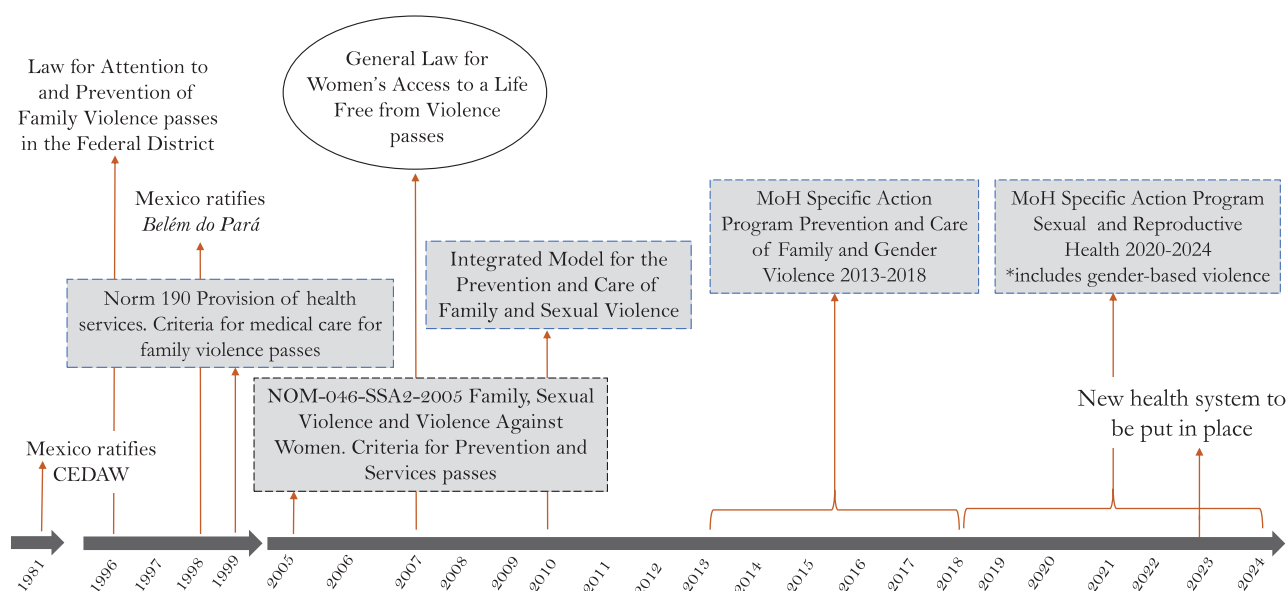 Law for Attention to
and Prevention of
Family Violence passes
in the Federal District
General Law for
Women's Access to a Life
Free from Violence
passes
Mexico ratifies
Belém do Pará
MoH Specific Action
Program Prevention and Care
of Family and Gender
Violence 2013-2018
MoH Specific Action Program
Sexual and Reproductive
Health 2020-2024
*includes gender-based violence
Integrated Model for the
Prevention and Care of
Family and Sexual Violence
Norm 190 Provision of health
services. Criteria for medical care for
family violence passes
NOM-046-SSA2-2005 Family, Sexual
Violence and Violence Against
Women. Criteria for Prevention and
Services passes
New health system to
be put in place
Mexico ratifies
CEDAW
1981
1996
1997
1998
1999
2005
2006
2007
2008
2009
2010
2011
2012
2013
2014
2015
2016
2017
2018
2019
2020
2021
2022
2023
2024